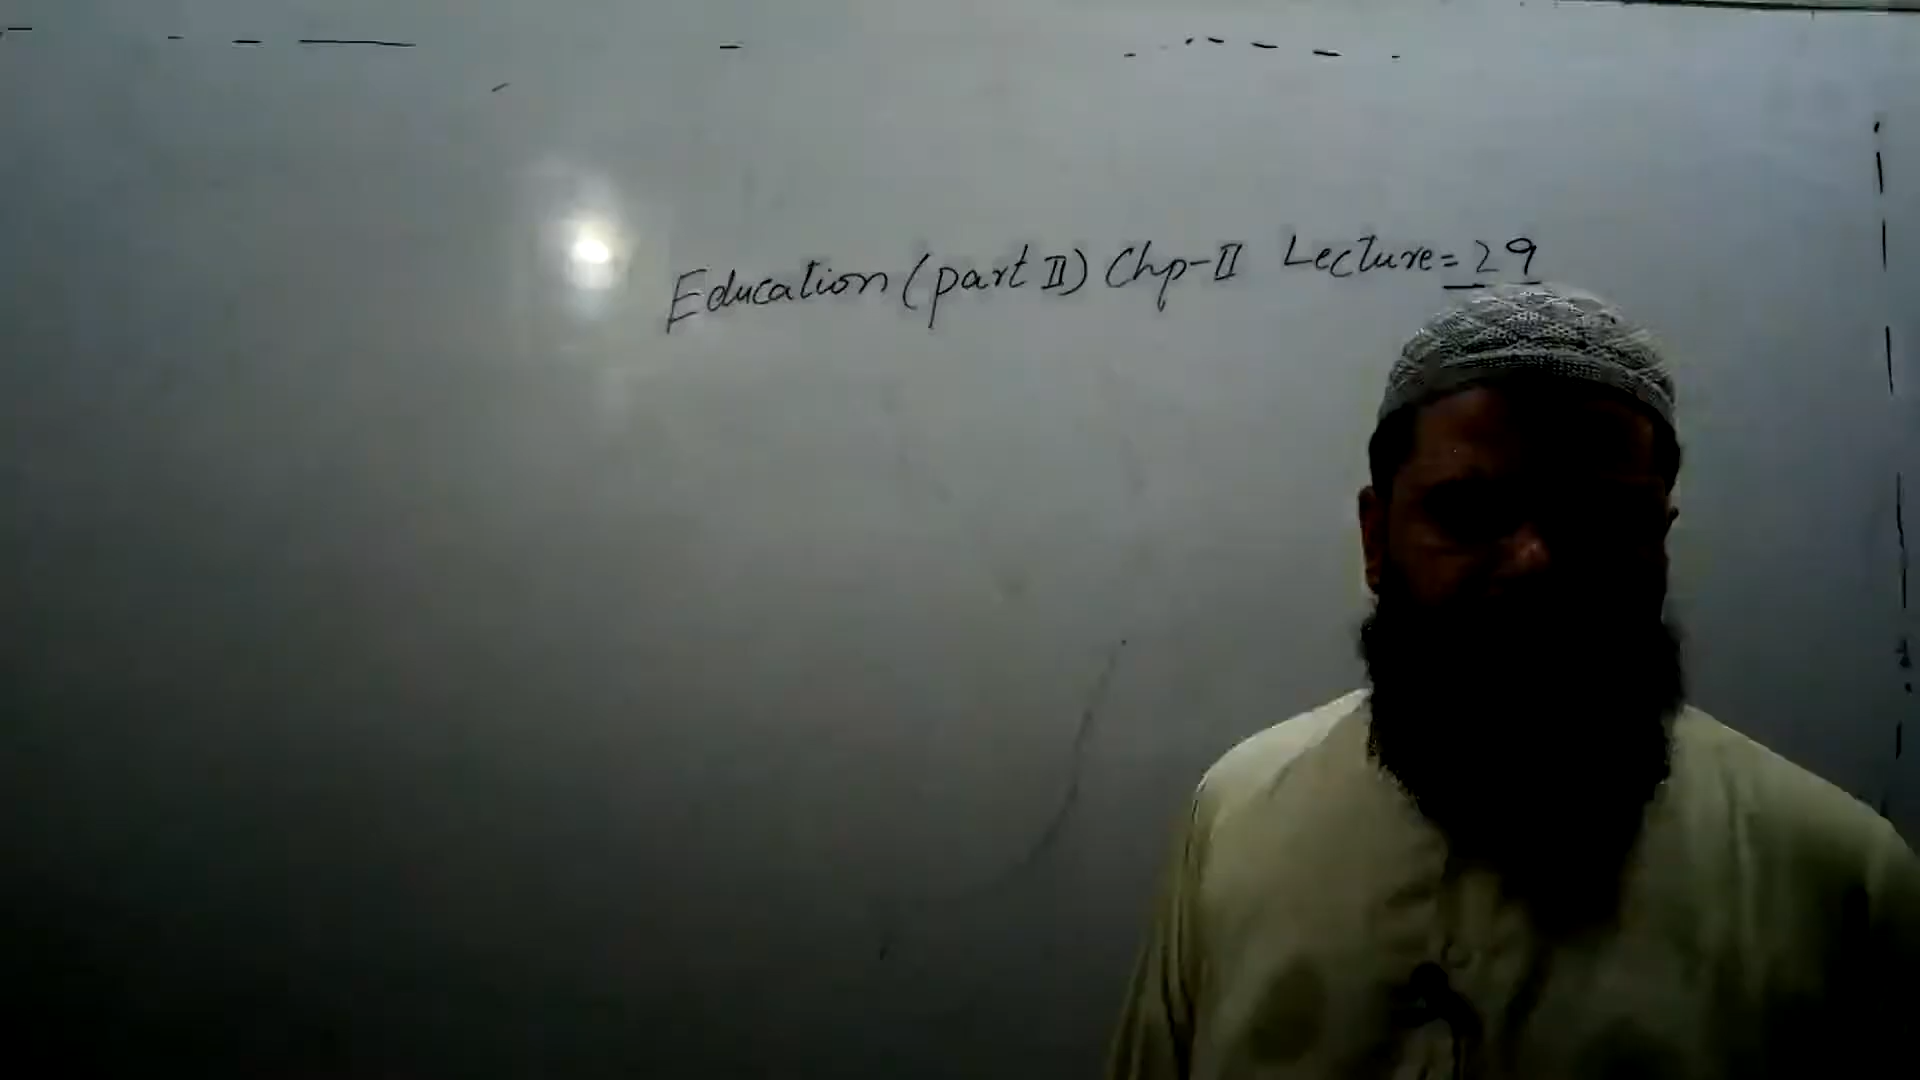 Education (part II) Chp-II Lecture = 29